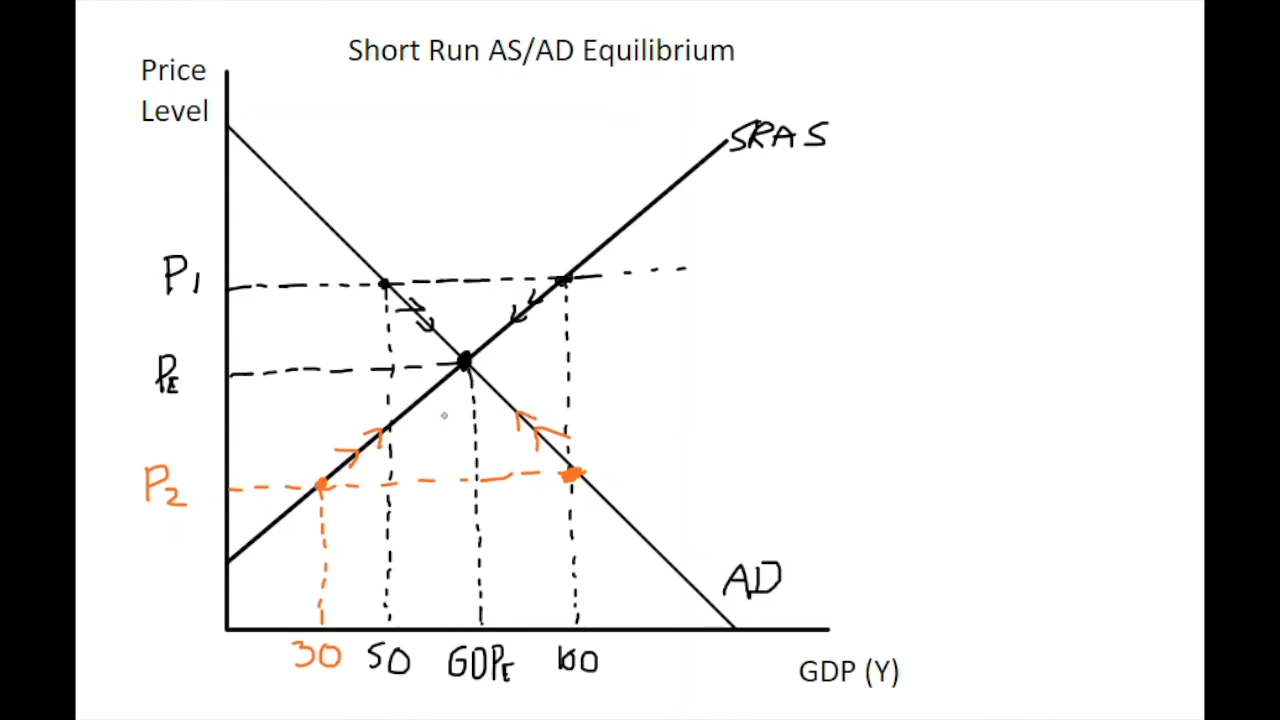 Short Run AS/AD Equilibrium
Price
Level
SRAS
P1
PE
P2
AD
30 50 GDPE 100
GDP (Y)